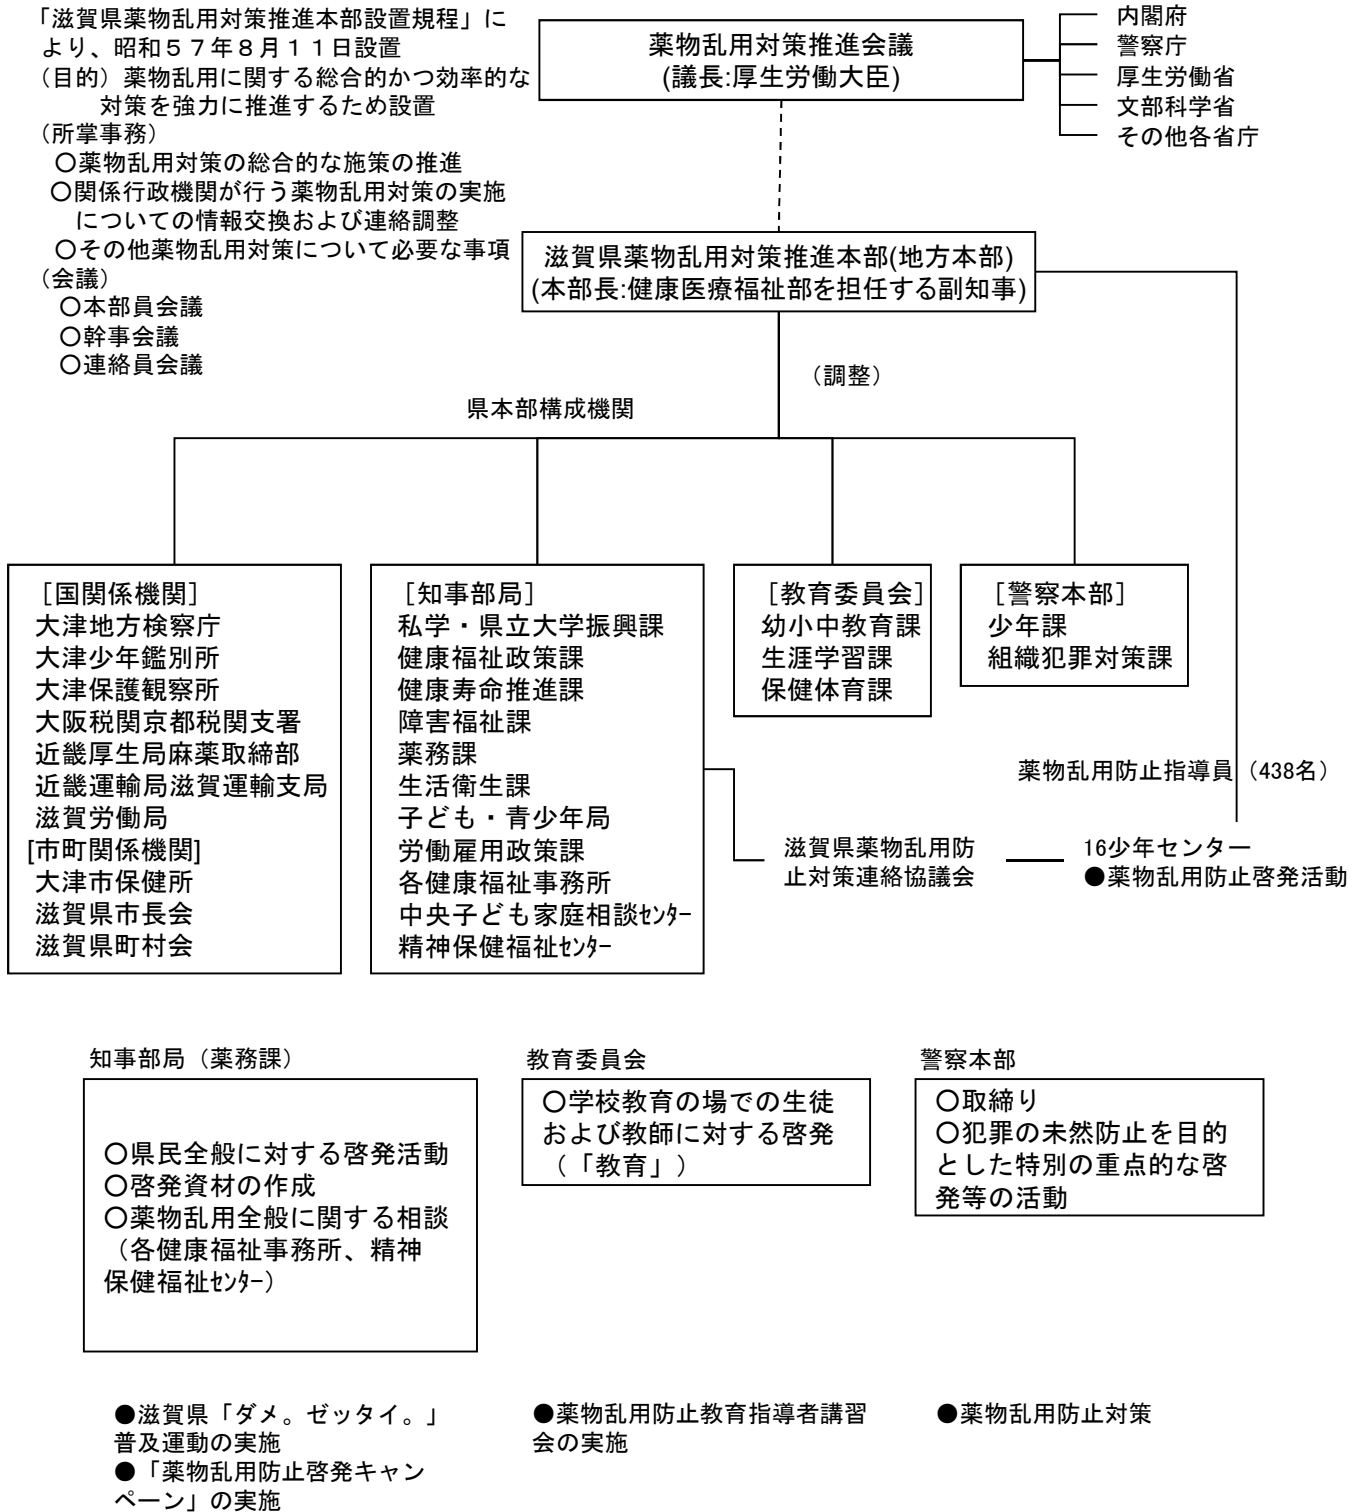 「滋賀県薬物乱用対策推進本部設置規程」に
より、昭和５７年８月１１日設置
（目的）薬物乱用に関する総合的かつ効率的な
対策を強力に推進するため設置
（所掌事務）
〇薬物乱用対策の総合的な施策の推進
〇関係行政機関が行う薬物乱用対策の実施
についての情報交換および連絡調整
〇その他薬物乱用対策について必要な事項
（会議）
〇本部員会議
〇幹事会議
〇連絡員会議
薬物乱用対策推進会議
(議長:厚生労働大臣)
内閣府
警察庁
厚生労働省
文部科学省
その他各省庁
滋賀県薬物乱用対策推進本部(地方本部)
(本部長:健康医療福祉部を担任する副知事)
（調整）
県本部構成機関
［国関係機関］
大津地方検察庁
大津少年鑑別所
大津保護観察所
大阪税関京都税関支署
近畿厚生局麻薬取締部
近畿運輸局滋賀運輸支局
滋賀労働局
[市町関係機関]
大津市保健所
滋賀県市長会
滋賀県町村会
［知事部局］
私学・県立大学振興課
健康福祉政策課
健康寿命推進課
障害福祉課
薬務課
生活衛生課
子ども・青少年局
労働雇用政策課
各健康福祉事務所
中央子ども家庭相談ｾﾝﾀｰ
精神保健福祉ｾﾝﾀｰ
［教育委員会］
幼小中教育課
生涯学習課
保健体育課
［警察本部］
少年課
組織犯罪対策課
薬物乱用防止指導員（438名）
滋賀県薬物乱用防
止対策連絡協議会
16少年センター
●薬物乱用防止啓発活動
知事部局（薬務課）
〇県民全般に対する啓発活動
〇啓発資材の作成
〇薬物乱用全般に関する相談
（各健康福祉事務所、精神
保健福祉ｾﾝﾀｰ）
教育委員会
〇学校教育の場での生徒
および教師に対する啓発
（「教育」）
警察本部
〇取締り
〇犯罪の未然防止を目的
とした特別の重点的な啓
発等の活動
●滋賀県「ダメ。ゼッタイ。」
普及運動の実施
●「薬物乱用防止啓発キャン
ペーン」の実施
●薬物乱用防止教育指導者講習
会の実施
●薬物乱用防止対策